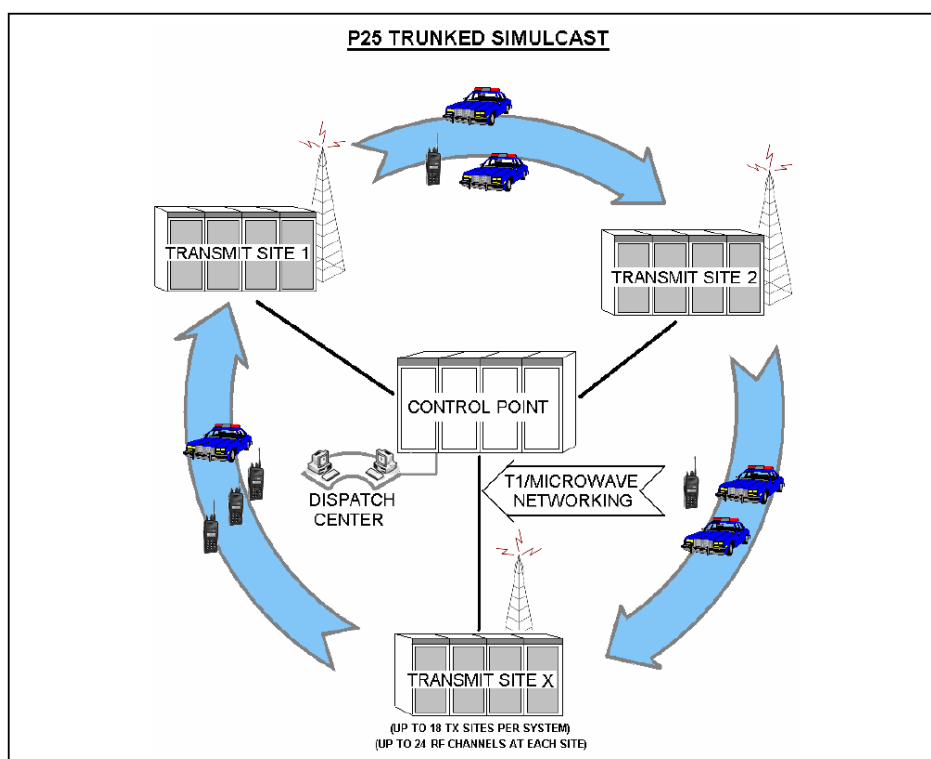 P25 TRUNKED SIMULCAST
TRANSMIT SITE 1
TRANSMIT SITE 2
CONTROL POINT
DISPATCH
CENTER
T1/MICROWAVE
NETWORKING
TRANSMIT SITE X
(UP TO 18 TX SITES PER SYSTEM)
(UP TO 24 RF CHANNELS AT EACH SITE)